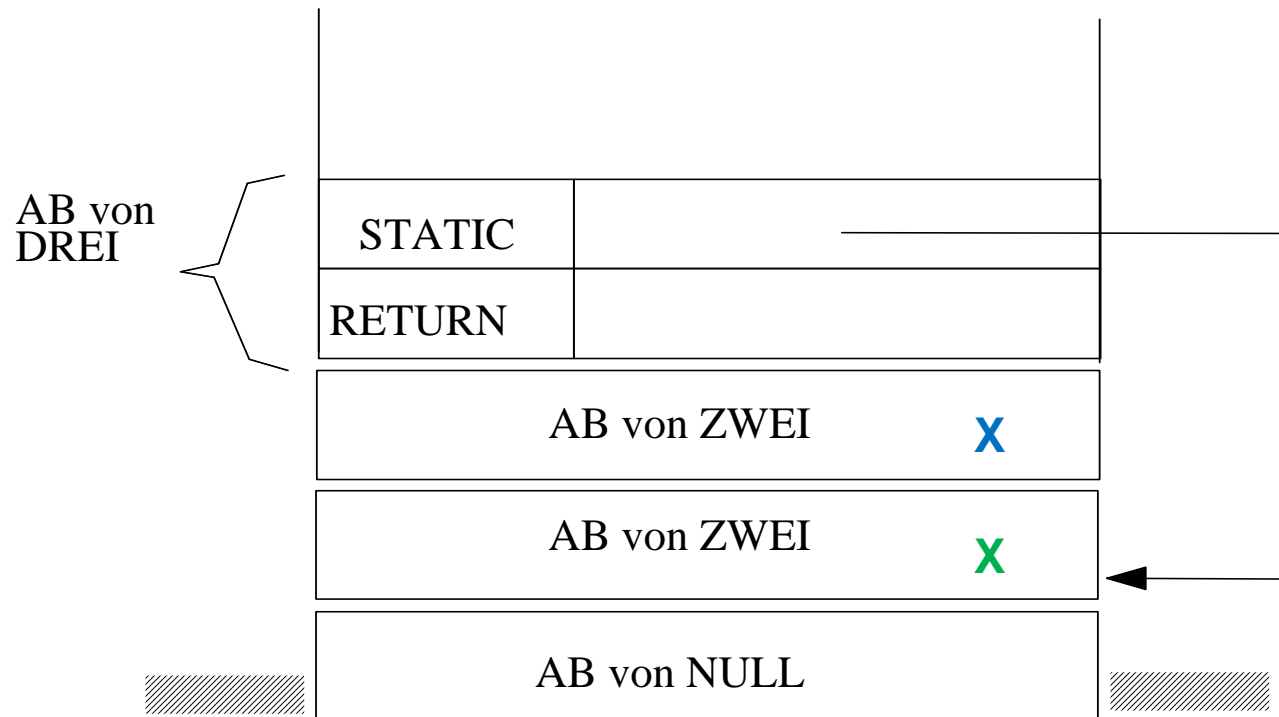 AB von
DREI
STATIC
RETURN
AB von ZWEI X
AB von ZWEI X
AB von NULL